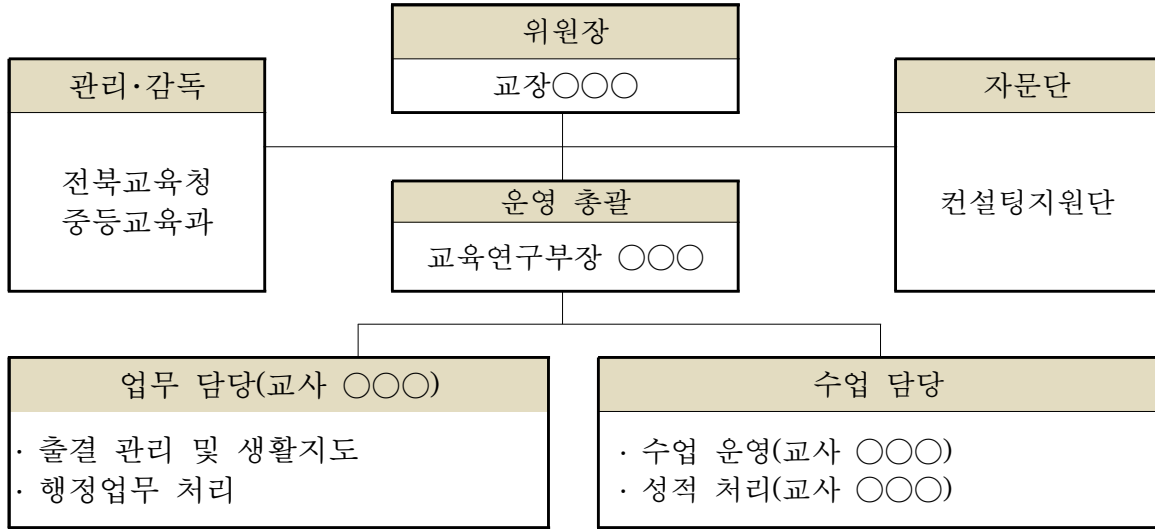 위원장
교장○○○
관리·감독
전북교육청
중등교육과
자문단
컨설팅지원단
운영 총괄
교육연구부장 ○○○
업무 담당(교사 ○○○)
· 출결 관리 및 생활지도
· 행정업무 처리
수업 담당
· 수업 운영(교사 ○○○)
· 성적 처리(교사 ○○○)